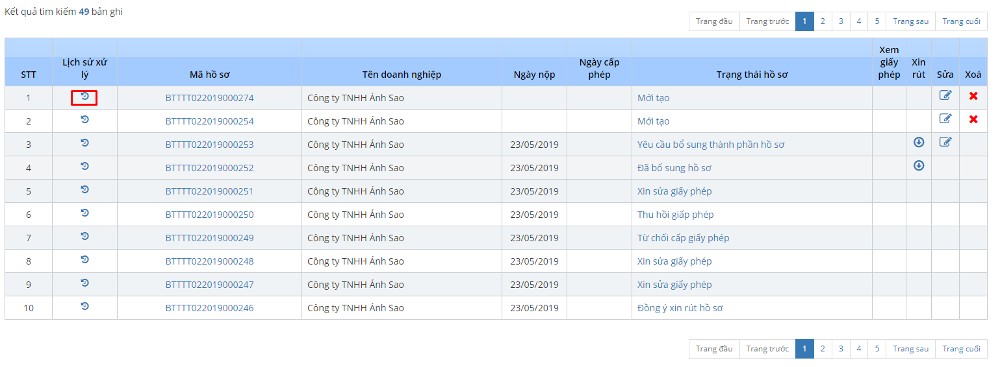 Kết quả tìm kiếm 49 bản ghi
Trang đầu Trang trước 1 2 3 4 5 Trang sau Trang cuối
STT Lịch sử xử lý Mã hồ sơ Tên doanh nghiệp Ngày nộp Ngày cấp phép Trạng thái hồ sơ Xem giấy phép Xin rút Sửa Xoá
1 BTTTT022019000274 Công ty TNHH Ánh Sao Mới tạo
2 BTTTT022019000254 Công ty TNHH Ánh Sao Mới tạo
3 BTTTT022019000253 Công ty TNHH Ánh Sao 23/05/2019 Yêu cầu bổ sung thành phần hồ sơ
4 BTTTT022019000252 Công ty TNHH Ánh Sao 23/05/2019 Đã bổ sung hồ sơ
5 BTTTT022019000251 Công ty TNHH Ánh Sao 23/05/2019 Xin sửa giấy phép
6 BTTTT022019000250 Công ty TNHH Ánh Sao 23/05/2019 Thu hồi giấp phép
7 BTTTT022019000249 Công ty TNHH Ánh Sao 23/05/2019 Từ chối cấp giấy phép
8 BTTTT022019000248 Công ty TNHH Ánh Sao 23/05/2019 Xin sửa giấy phép
9 BTTTT022019000247 Công ty TNHH Ánh Sao 23/05/2019 Xin sửa giấy phép
10 BTTTT022019000246 Công ty TNHH Ánh Sao 23/05/2019 Đồng ý xin rút hồ sơ
Trang đầu Trang trước 1 2 3 4 5 Trang sau Trang cuối